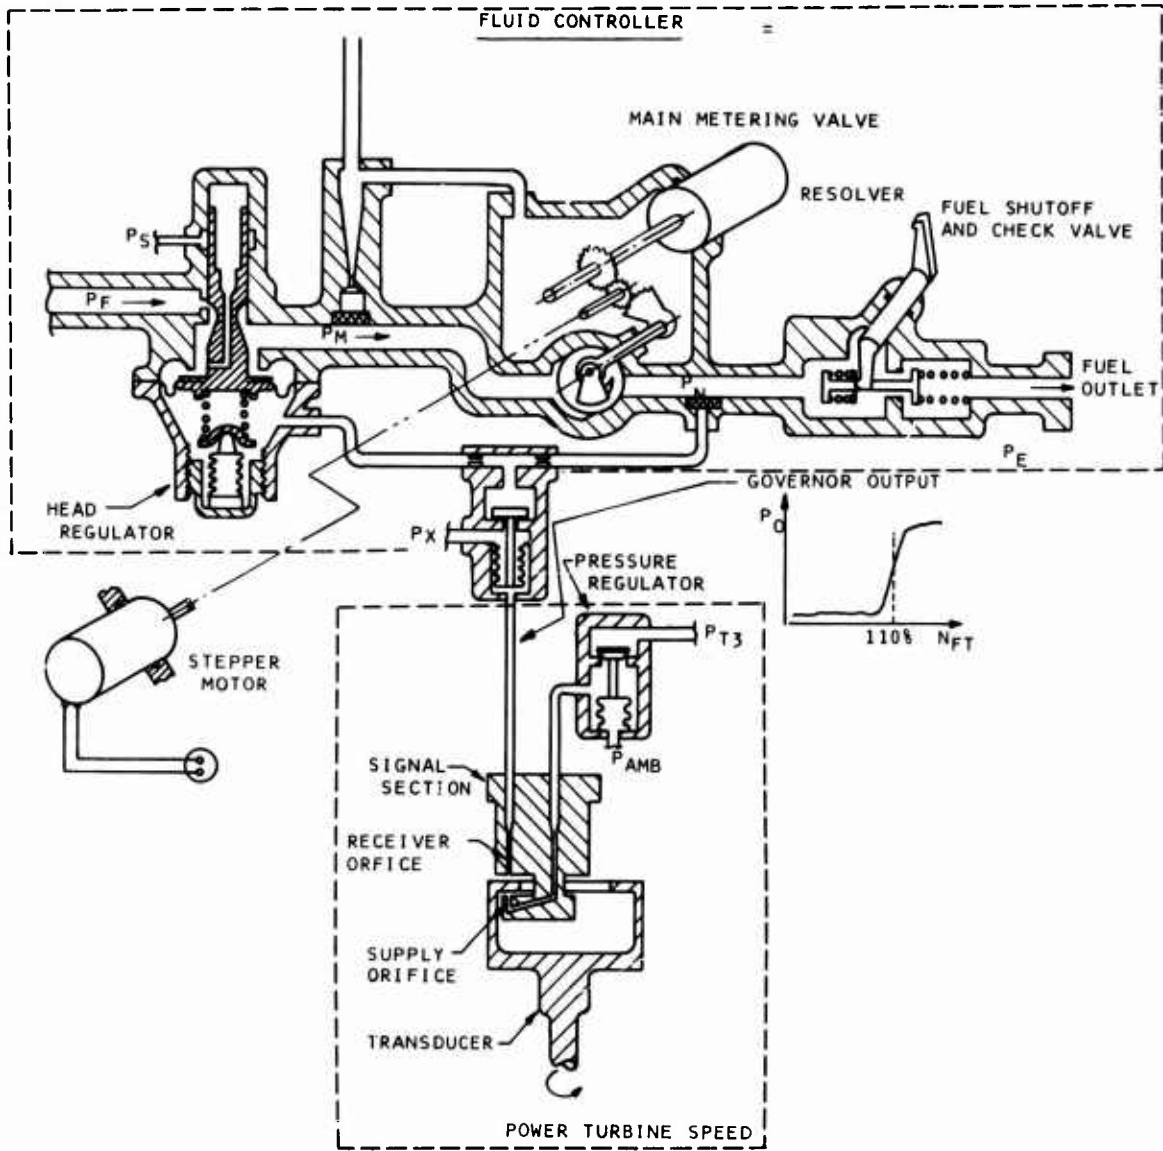 FLUID CONTROLLER
=
MAIN METERING VALVE
RESOLVER
FUEL SHUTOFF
AND CHECK VALVE
PS
PF
PM
PN
FUEL
OUTLET
PE
HEAD
REGULATOR
GOVERNOR OUTPUT
PX
PO
PRESSURE
REGULATOR
110%
NFT
PT3
STEPPER
MOTOR
PAMB
SIGNAL
SECTION
RECEIVER
ORFICE
SUPPLY
ORIFICE
TRANSDUCER
POWER TURBINE SPEED